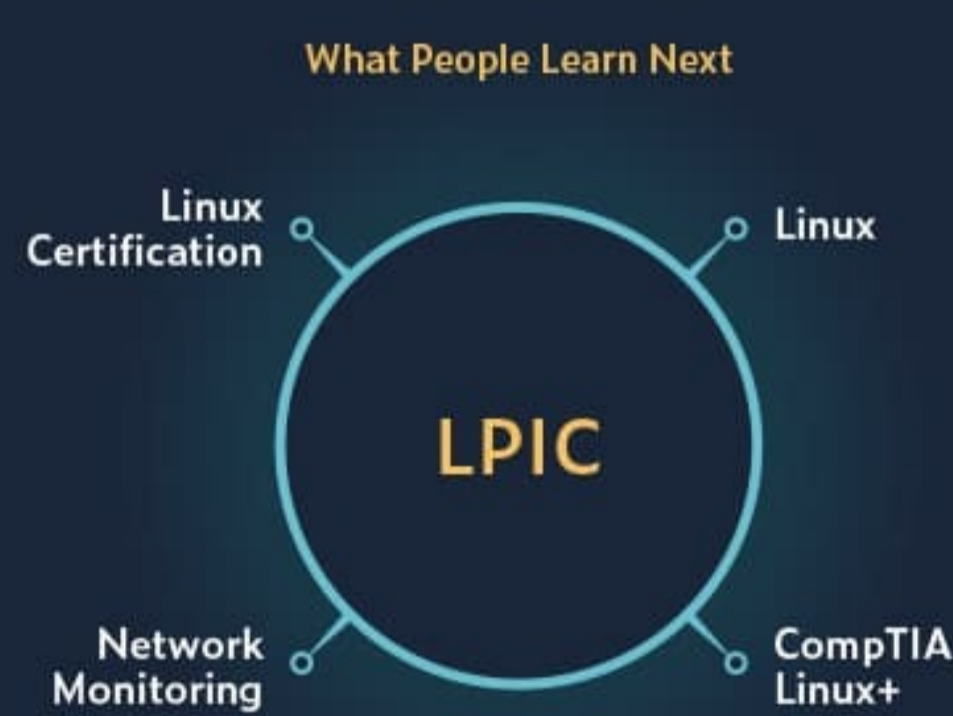 What People Learn Next
Linux
Certification
Linux
LPIC
Network
Monitoring
CompTIA
Linux+